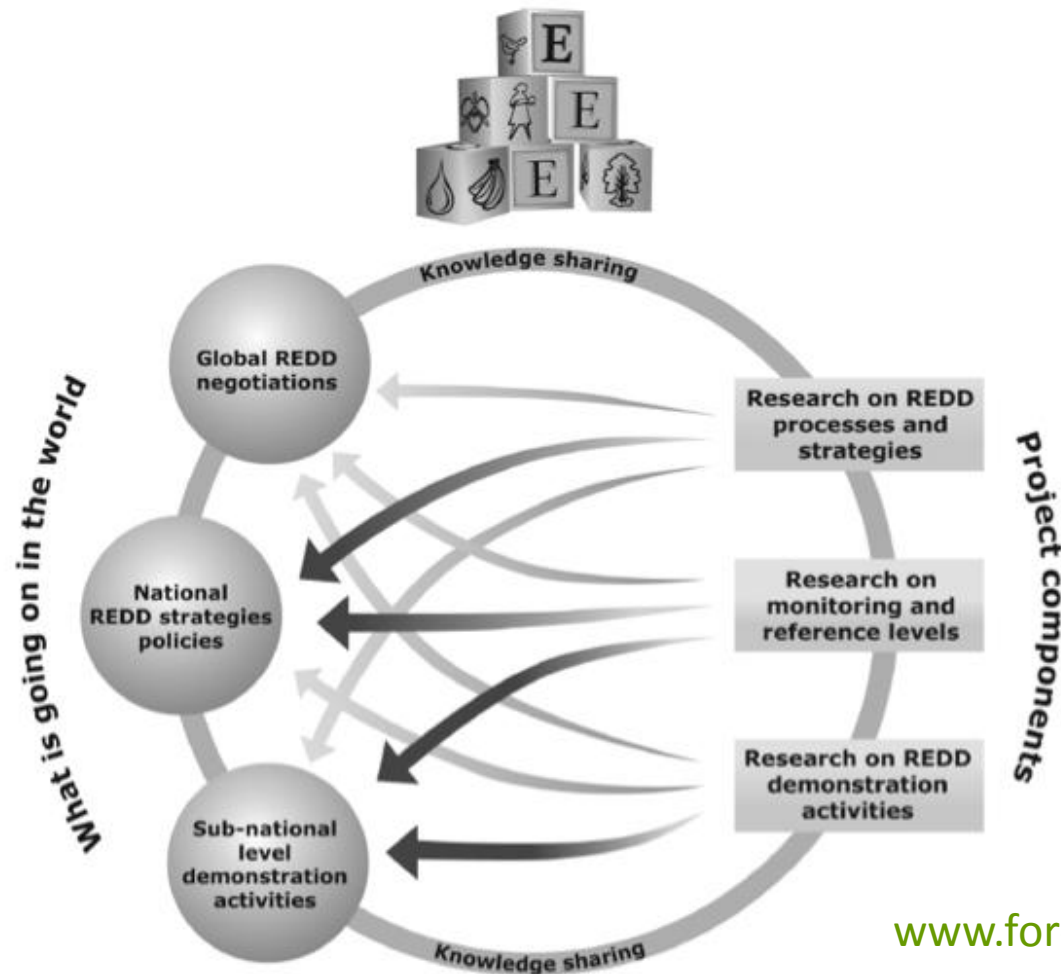 E
E
E
Knowledge sharing
Global REDD
negotiations
Research on REDD
processes and
strategies
What is going on in the world
Project components
National
REDD strategies
policies
Research on
monitoring and
reference levels
Research on REDD
demonstration
activities
Sub-national
level
demonstration
activities
Knowledge sharing
www.for